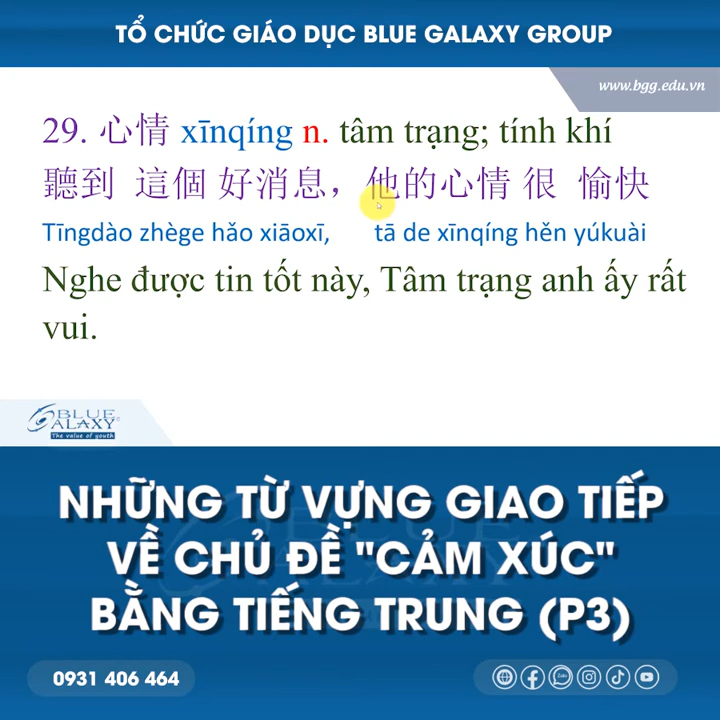 TỔ CHỨC GIÁO DỤC BLUE GALAXY GROUP
www.bgg.edu.vn
29. 心情 xīnqíng n. tâm trạng; tính khí
聽到 這個 好消息，他的心情 很 愉快
Tīngdào zhège hǎo xiāoxī, tā de xīnqíng hěn yúkuài
Nghe được tin tốt này, Tâm trạng anh ấy rất
vui.
BLUE
GALAXY
The value of youth
NHỮNG TỪ VỰNG GIAO TIẾP
VỀ CHỦ ĐỀ "CẢM XÚC"
BẰNG TIẾNG TRUNG (P3)
0931 406 464